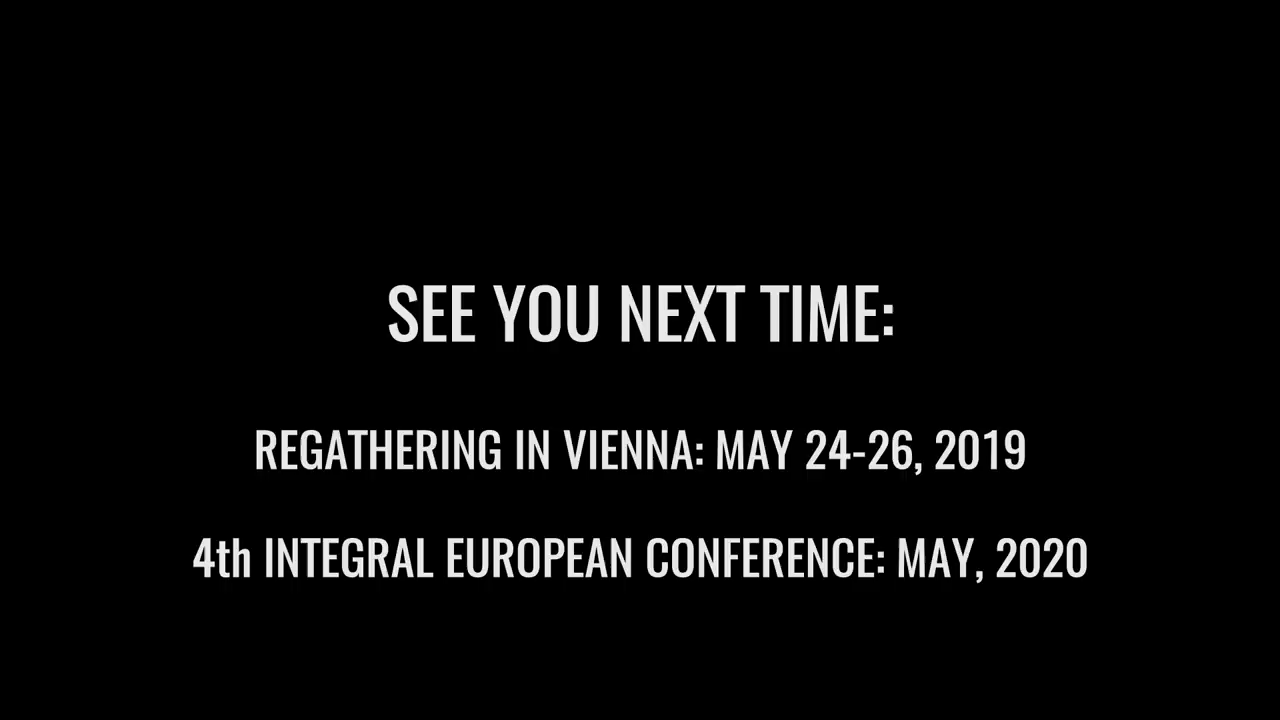 SEE YOU NEXT TIME:
REGATHERING IN VIENNA: MAY 24-26, 2019
4th INTEGRAL EUROPEAN CONFERENCE: MAY, 2020